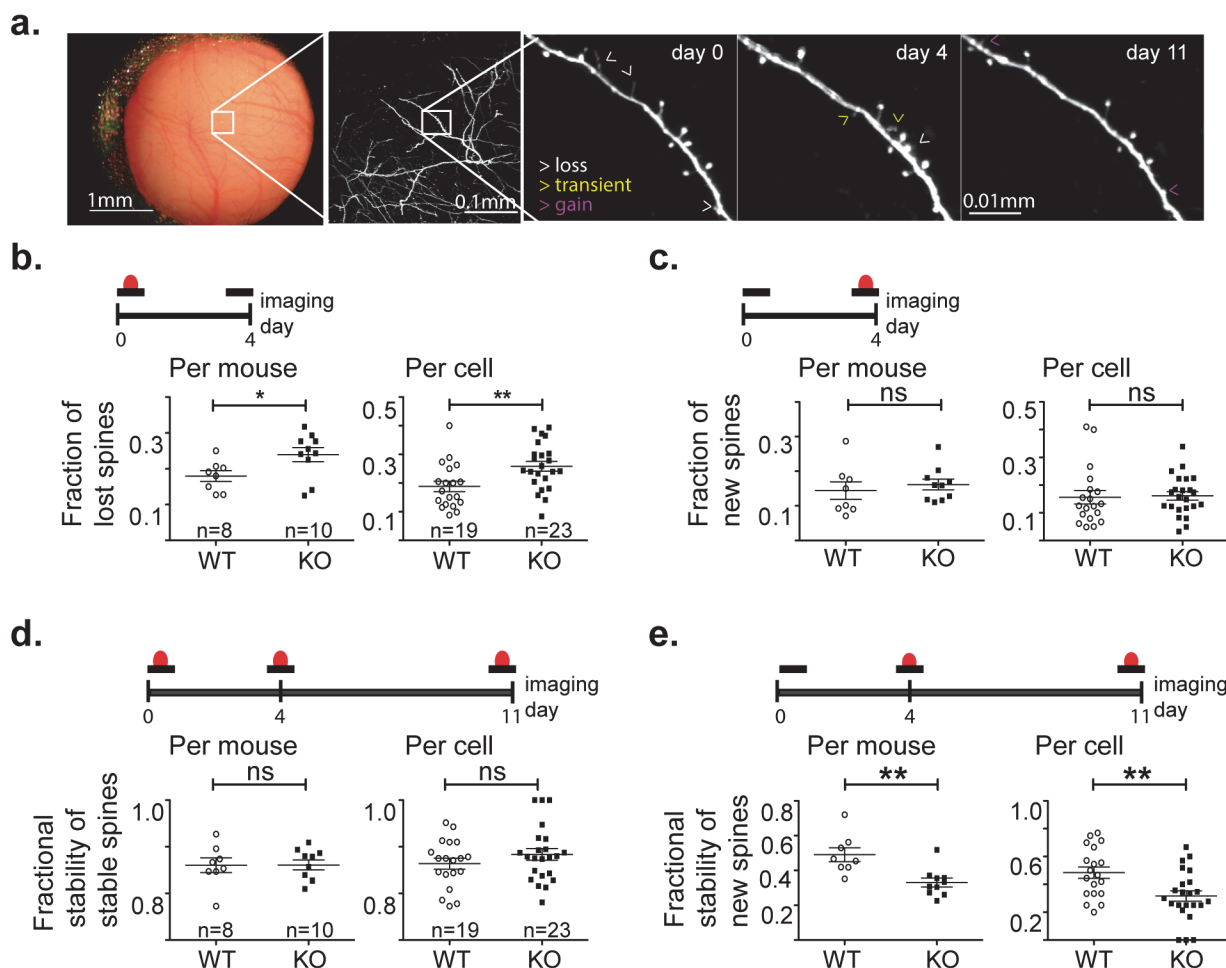 a.
day 0
day 4
day 11
> loss
> transient
> gain
1mm
0.1mm
0.01mm
b.
imaging
day
0
4
Per mouse
Per cell
Fraction of
lost spines
*
**
0.3
0.1
0.5
0.3
0.1
n=8
n=10
n=19
n=23
WT
KO
WT
KO
c.
imaging
day
0
4
Per mouse
Per cell
Fraction of
new spines
ns
ns
0.3
0.1
0.5
0.3
0.1
WT
KO
WT
KO
d.
imaging
day
0
4
11
Per mouse
Per cell
Fractional
stability of
stable spines
ns
ns
1.0
0.8
1.0
0.8
n=8
n=10
n=19
n=23
WT
KO
WT
KO
e.
imaging
day
0
4
11
Per mouse
Per cell
Fractional
stability of
new spines
**
**
0.8
0.6
0.4
0.2
1.0
0.6
0.2
WT
KO
WT
KO